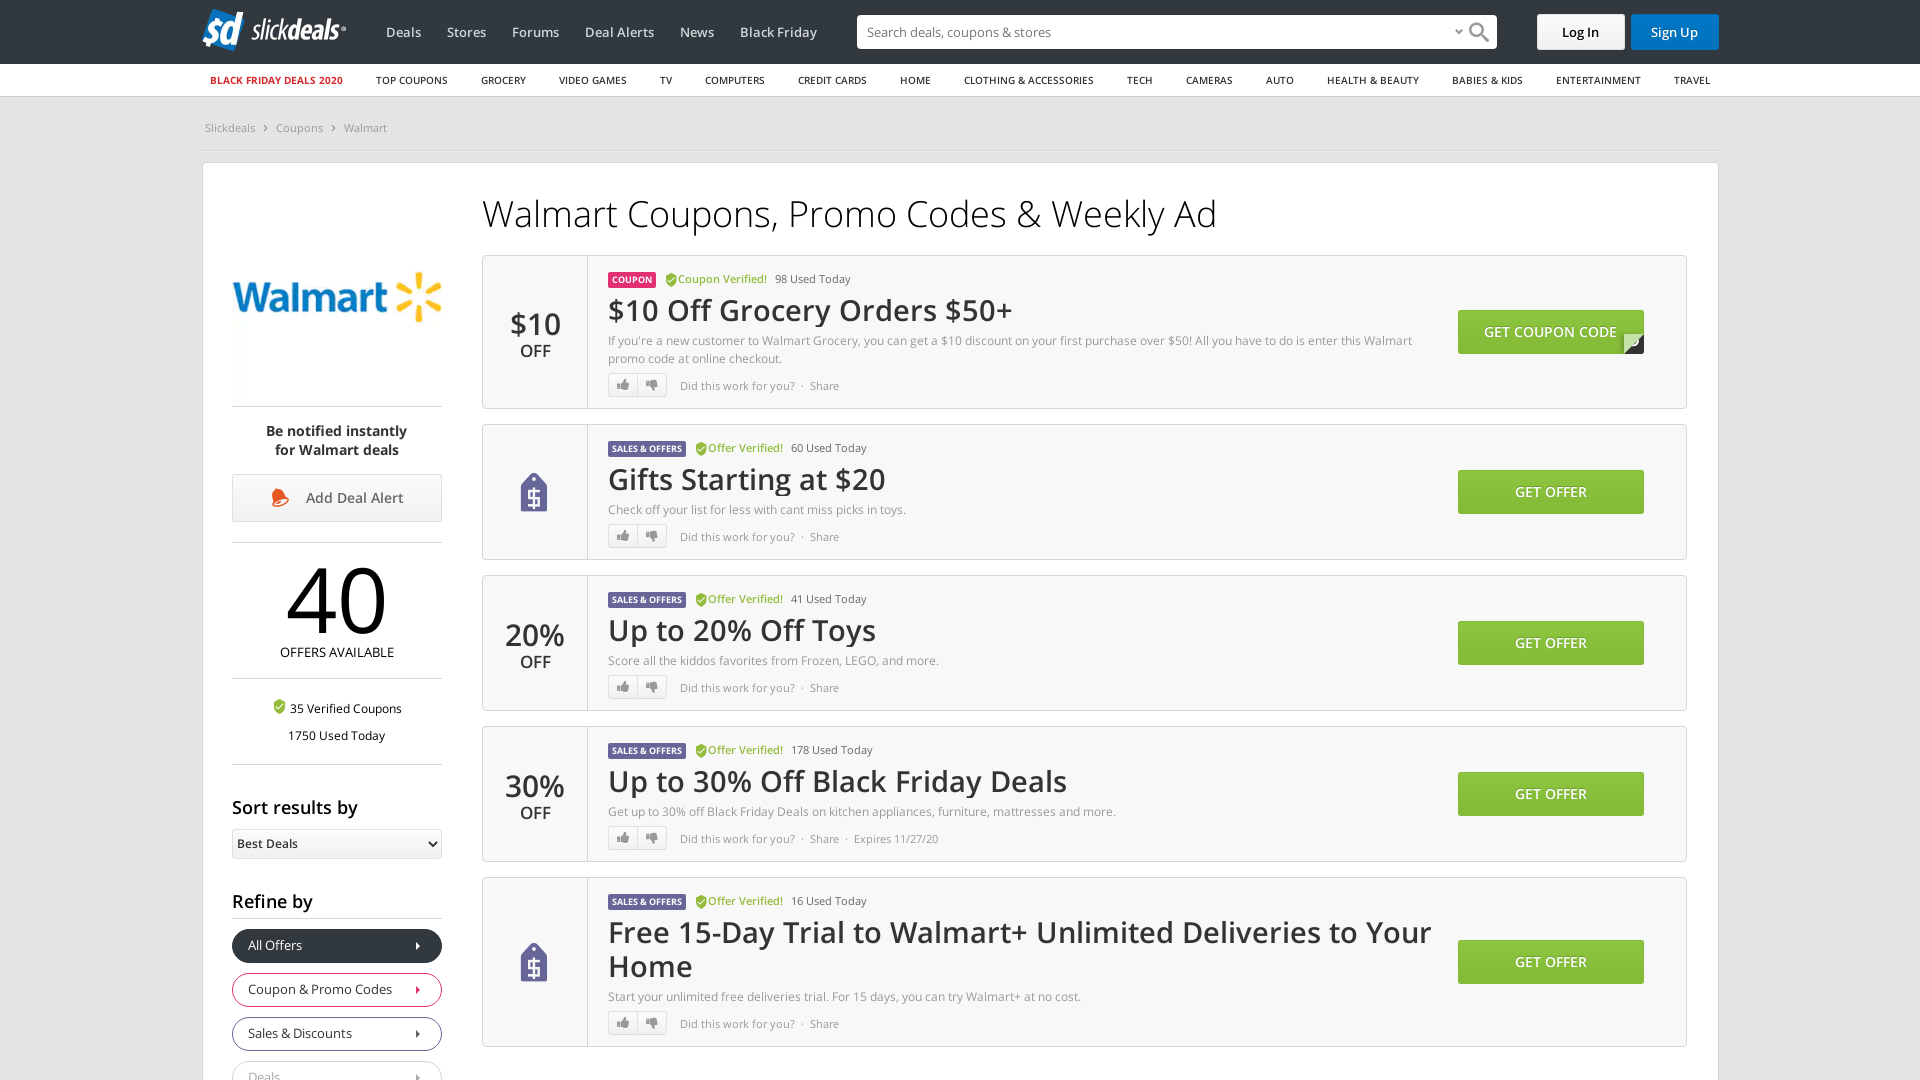 sd slickdeals®
Deals Stores Forums Deal Alerts News Black Friday
Search deals, coupons & stores
Log In Sign Up
BLACK FRIDAY DEALS 2020 TOP COUPONS GROCERY VIDEO GAMES TV COMPUTERS CREDIT CARDS HOME CLOTHING & ACCESSORIES TECH CAMERAS AUTO HEALTH & BEAUTY BABIES & KIDS ENTERTAINMENT TRAVEL
Slickdeals › Coupons › Walmart
Walmart
Be notified instantly
for Walmart deals
Add Deal Alert
40
OFFERS AVAILABLE
35 Verified Coupons
1750 Used Today
Sort results by
Best Deals
Refine by
All Offers
Coupon & Promo Codes
Sales & Discounts
Deals
Walmart Coupons, Promo Codes & Weekly Ad
$10
OFF
COUPON Coupon Verified! 98 Used Today
$10 Off Grocery Orders $50+
If you're a new customer to Walmart Grocery, you can get a $10 discount on your first purchase over $50! All you have to do is enter this Walmart
promo code at online checkout.
Did this work for you? · Share
GET COUPON CODE
SALES & OFFERS Offer Verified! 60 Used Today
Gifts Starting at $20
Check off your list for less with cant miss picks in toys.
Did this work for you? · Share
GET OFFER
20%
OFF
SALES & OFFERS Offer Verified! 41 Used Today
Up to 20% Off Toys
Score all the kiddos favorites from Frozen, LEGO, and more.
Did this work for you? · Share
GET OFFER
30%
OFF
SALES & OFFERS Offer Verified! 178 Used Today
Up to 30% Off Black Friday Deals
Get up to 30% off Black Friday Deals on kitchen appliances, furniture, mattresses and more.
Did this work for you? · Share · Expires 11/27/20
GET OFFER
SALES & OFFERS Offer Verified! 16 Used Today
Free 15-Day Trial to Walmart+ Unlimited Deliveries to Your
Home
Start your unlimited free deliveries trial. For 15 days, you can try Walmart+ at no cost.
Did this work for you? · Share
GET OFFER